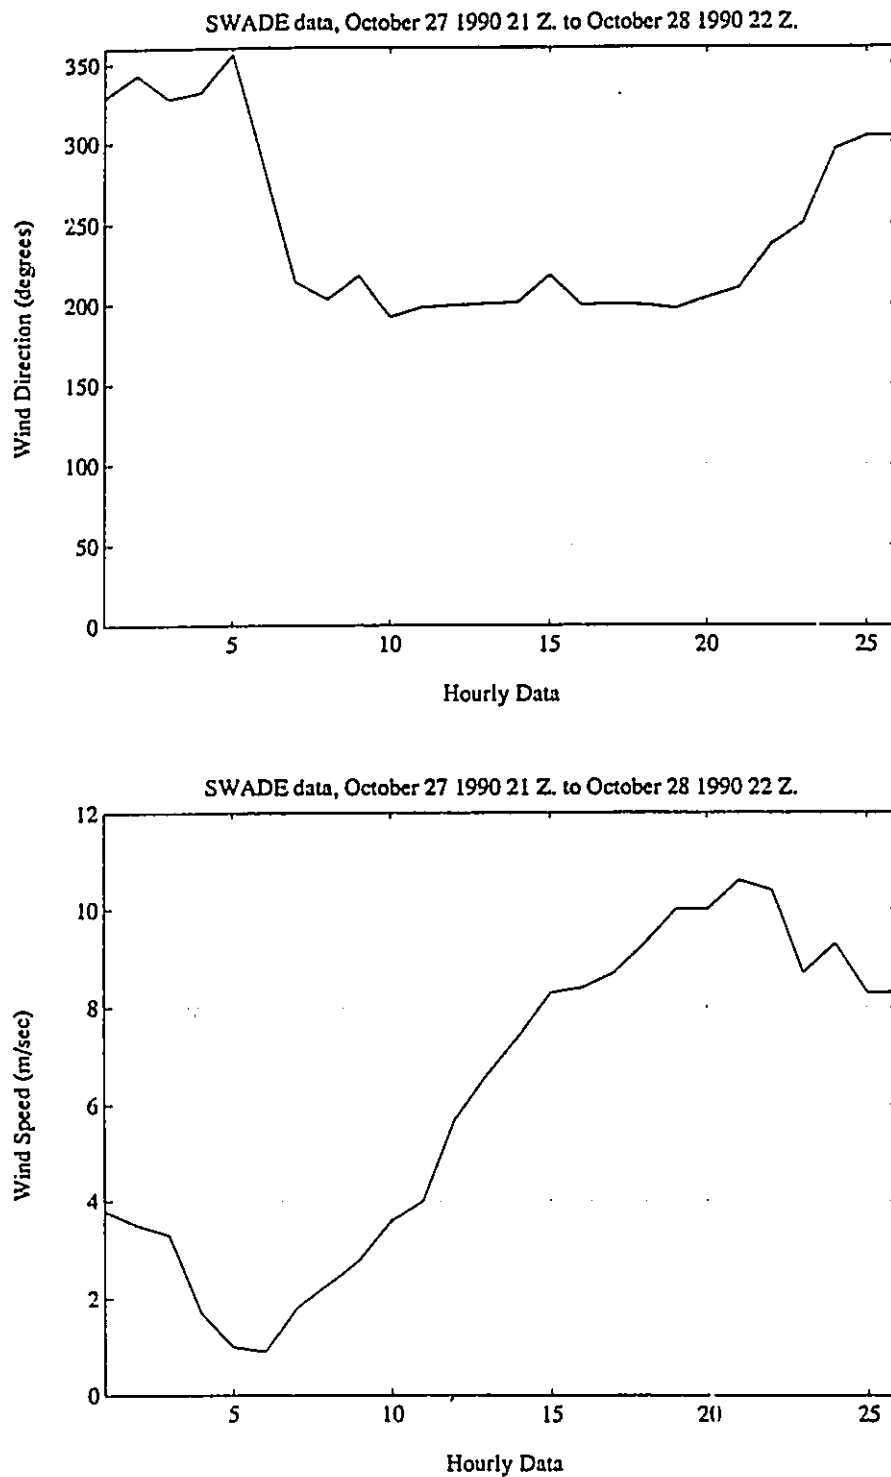 SWADE data, October 27 1990 21 Z. to October 28 1990 22 Z.
350
300
250
200
150
100
50
0
Wind Direction (degrees)
5 10 15 20 25
Hourly Data
SWADE data, October 27 1990 21 Z. to October 28 1990 22 Z.
12
10
8
6
4
2
0
Wind Speed (m/sec)
5 10 15 20 25
Hourly Data